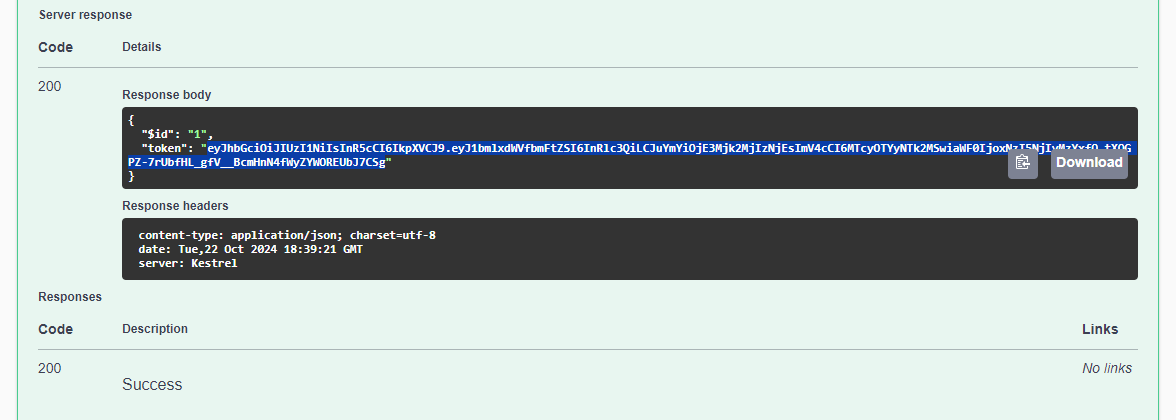 Server response
Code Details
200
Response body
{
"$id": "1",
"token": "eyJhbGciOiJIUzI1NiIsInR5cCI6IkpXVCJ9.eyJ1bmlxdWVfbmFtZSI6InRlc3QiLCJuYmYiOjE3Mjk2MjIzNjEsImV4cCI6MTcyOTYyNTk2MSwiaWF0IjoxNzI5NjIyMzYxfQ.tXQG
PZ-7rUbfHL_gfV__BcmHnN4fWyZYWOREUbJ7CSg"
}
Download
Response headers
content-type: application/json; charset=utf-8
date: Tue,22 Oct 2024 18:39:21 GMT
server: Kestrel
Responses
Code Description Links
200 No links
Success